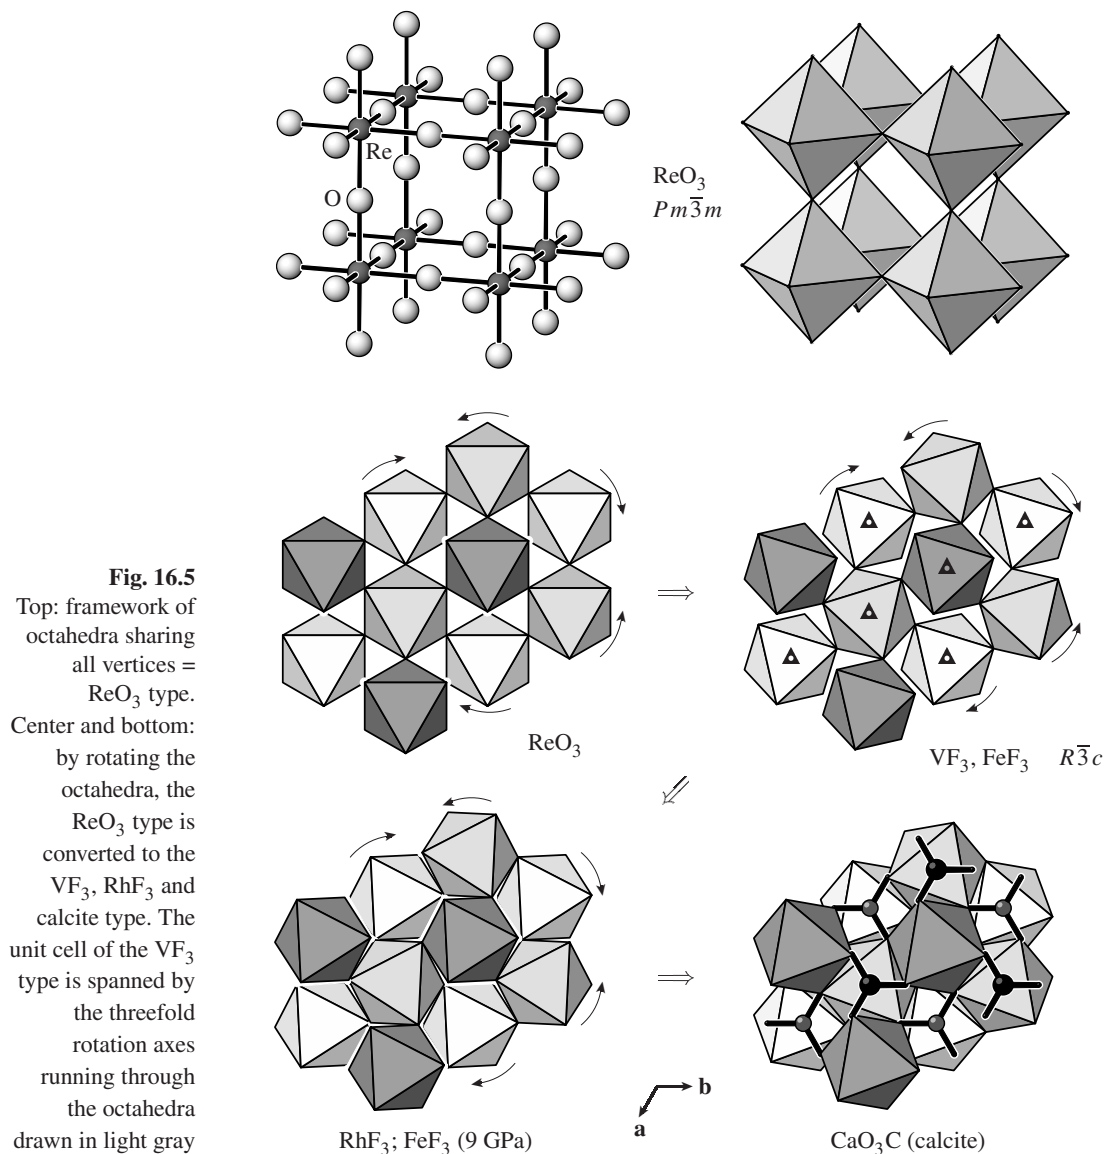 Re
O
ReO3
Pm3̅m
ReO3
VF3, FeF3 R3̅c
Fig. 16.5
Top: framework of
octahedra sharing
all vertices =
ReO3 type.
Center and bottom:
by rotating the
octahedra, the
ReO3 type is
converted to the
VF3, RhF3 and
calcite type. The
unit cell of the VF3
type is spanned by
the threefold
rotation axes
running through
the octahedra
drawn in light gray
b
a
RhF3; FeF3 (9 GPa)
CaO3C (calcite)